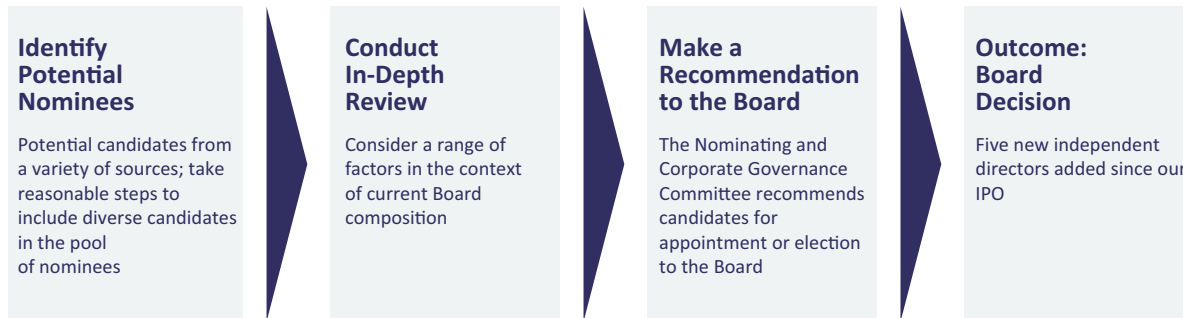 Identify
Potential
Nominees
Potential candidates from
a variety of sources; take
reasonable steps to
include diverse candidates
in the pool
of nominees
Conduct
In-Depth
Review
Consider a range of
factors in the context
of current Board
composition
Make a
Recommendation
to the Board
The Nominating and
Corporate Governance
Committee recommends
candidates for
appointment or election
to the Board
Outcome:
Board
Decision
Five new independent
directors added since our
IPO